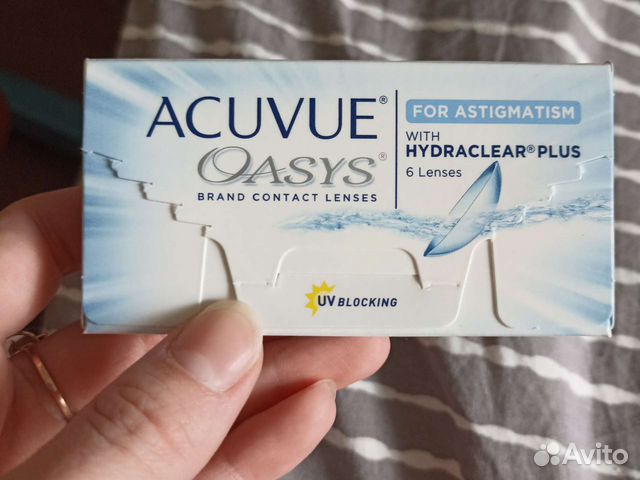 ACUVUE®
OASYS®
BRAND CONTACT LENSES
FOR ASTIGMATISM
WITH
HYDRACLEAR® PLUS
6 Lenses
UV BLOCKING
Avito